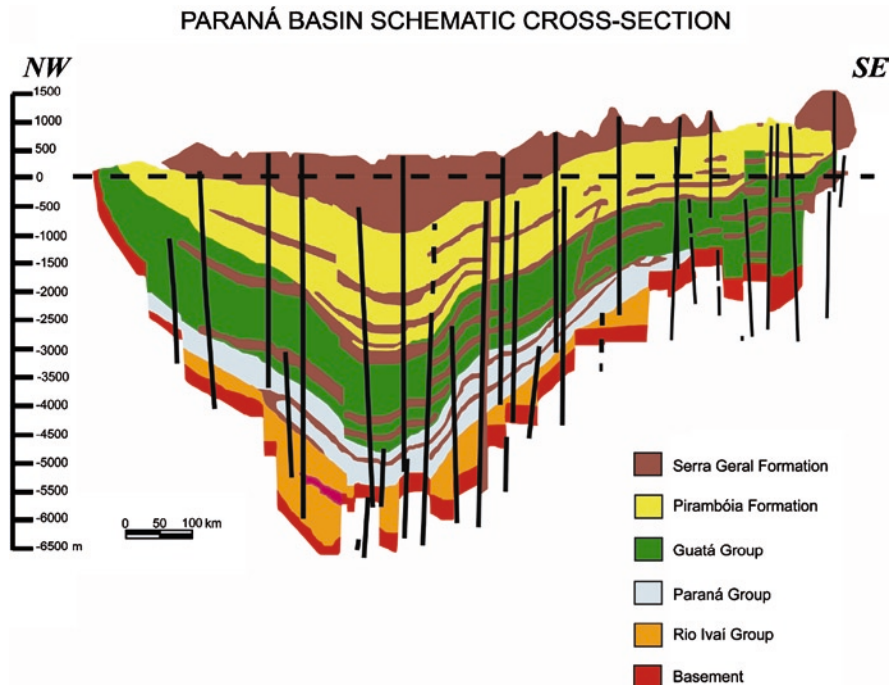 PARANÁ BASIN SCHEMATIC CROSS-SECTION
NW
SE
1500
1000
500
0
-500
-1000
-1500
-2000
-2500
-3000
-3500
-4000
-4500
-5000
-5500
-6000
-6500 m
0 50 100 km
Serra Geral Formation
Pirambóia Formation
Guatá Group
Paraná Group
Rio Ivaí Group
Basement